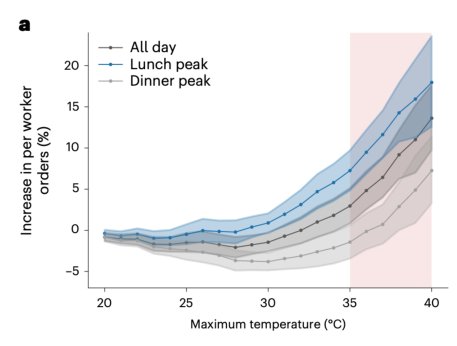 a
All day
Lunch peak
Dinner peak
Increase in per worker
orders (%)
20
15
10
5
0
−5
20
25
30
35
40
Maximum temperature (°C)